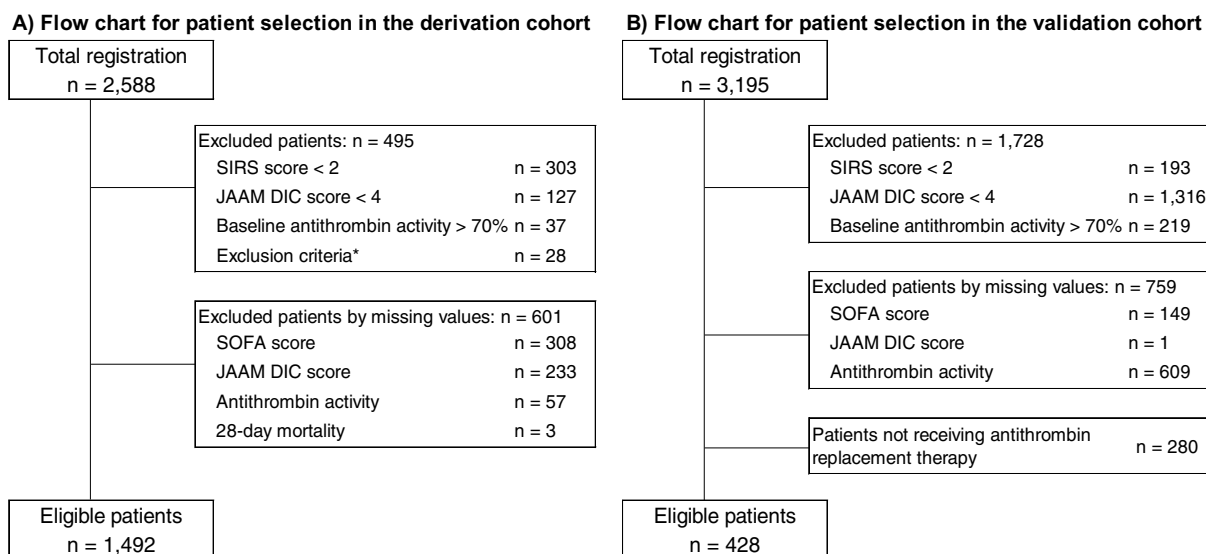 A) Flow chart for patient selection in the derivation cohort
Total registration
n = 2,588
Excluded patients: n = 495
SIRS score < 2 n = 303
JAAM DIC score < 4 n = 127
Baseline antithrombin activity > 70% n = 37
Exclusion criteria* n = 28
Excluded patients by missing values: n = 601
SOFA score n = 308
JAAM DIC score n = 233
Antithrombin activity n = 57
28-day mortality n = 3
Eligible patients
n = 1,492
B) Flow chart for patient selection in the validation cohort
Total registration
n = 3,195
Excluded patients: n = 1,728
SIRS score < 2 n = 193
JAAM DIC score < 4 n = 1,316
Baseline antithrombin activity > 70% n = 219
Excluded patients by missing values: n = 759
SOFA score n = 149
JAAM DIC score n = 1
Antithrombin activity n = 609
Patients not receiving antithrombin
replacement therapy n = 280
Eligible patients
n = 428